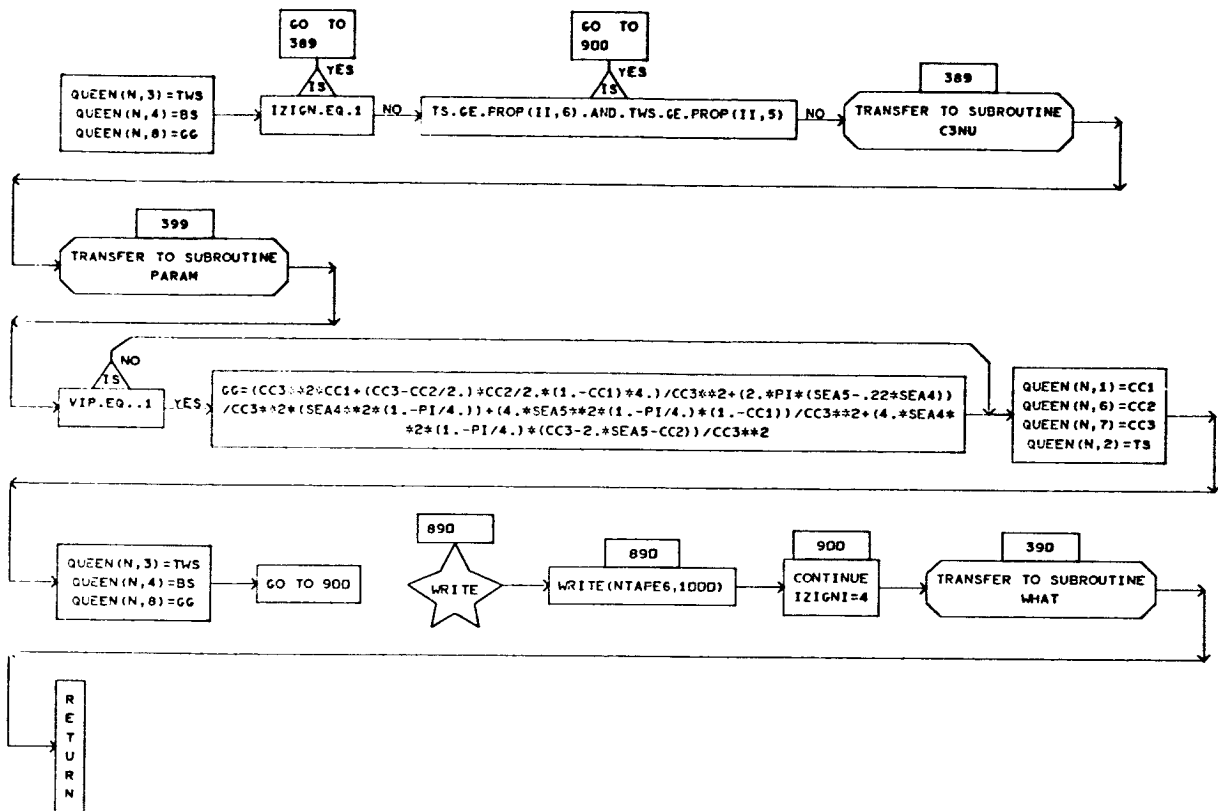 GO TO
389
YES
IS
GO TO
900
YES
IS
QUEEN(N,3)=TWS
QUEEN(N,4)=BS
QUEEN(N,8)=GG
IZIGN.EQ.1
NO
TS.GE.PROP(II,6).AND.TWS.GE.PROP(II,5)
NO
389
TRANSFER TO SUBROUTINE
C3NU
399
TRANSFER TO SUBROUTINE
PARAM
NO
IS
VIP.EQ..1
YES
GG=(CC3**2*CC1+(CC3-CC2/2.)*CC2/2.*(1.-CC1)*4.)/CC3**2+(2.*PI*(SEA5-.22*SEA4))
/CC3**2*(SEA4**2*(1.-PI/4.))+(4.*SEA5**2*(1.-PI/4.)*(1.-CC1))/CC3**2+(4.*SEA4*
*2*(1.-PI/4.)*(CC3-2.*SEA5-CC2))/CC3**2
QUEEN(N,1)=CC1
QUEEN(N,6)=CC2
QUEEN(N,7)=CC3
QUEEN(N,2)=TS
QUEEN(N,3)=TWS
QUEEN(N,4)=BS
QUEEN(N,8)=GG
GO TO 900
890
WRITE
890
WRITE(NTAPE6,1000)
900
CONTINUE
IZIGNI=4
390
TRANSFER TO SUBROUTINE
WHAT
RETURN